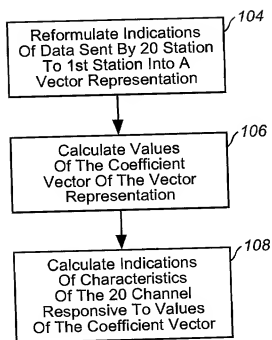 104
Reformulate Indications
Of Data Sent By 20 Station
To 1st Station Into A
Vector Representation
106
Calculate Values
Of The Coefficient
Vector Of The Vector
Representation
108
Calculate Indications
Of Characteristics
Of The 20 Channel
Responsive To Values
Of The Coefficient Vector